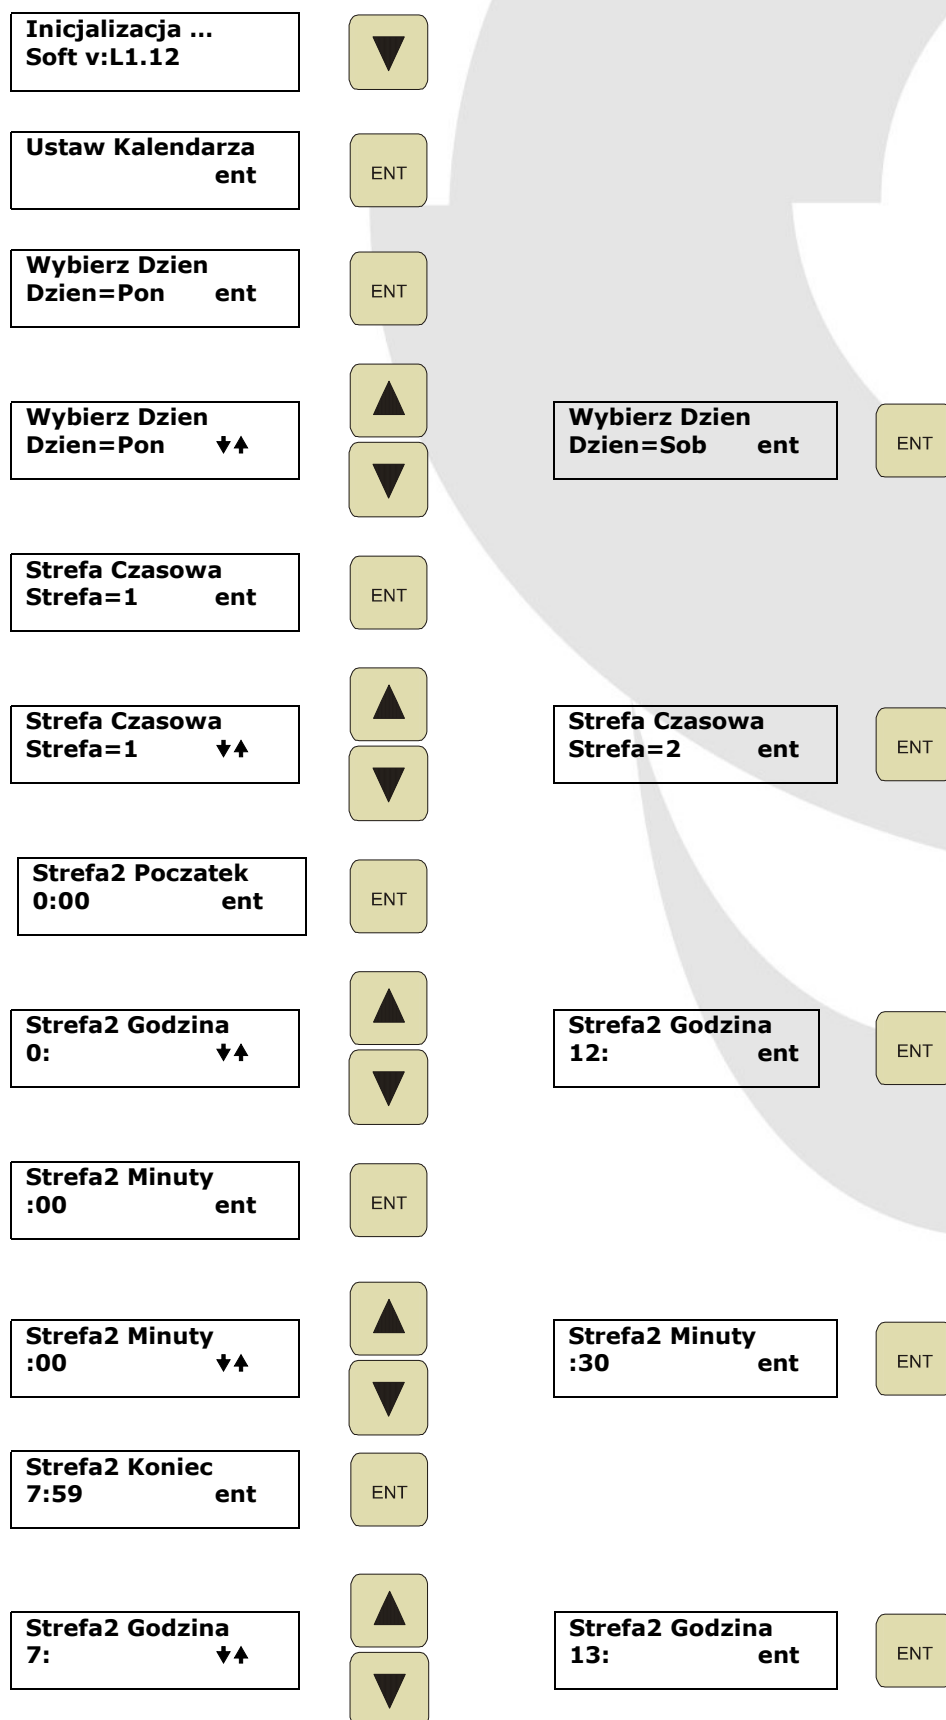 Inicjalizacja ...
Soft v:L1.12
Ustaw Kalendarza
ent
ENT
Wybierz Dzien
Dzien=Pon ent
ENT
Wybierz Dzien
Dzien=Pon
Wybierz Dzien
Dzien=Sob ent
ENT
Strefa Czasowa
Strefa=1 ent
ENT
Strefa Czasowa
Strefa=1
Strefa Czasowa
Strefa=2 ent
ENT
Strefa2 Poczatek
0:00 ent
ENT
Strefa2 Godzina
0:
Strefa2 Godzina
12: ent
ENT
Strefa2 Minuty
:00 ent
ENT
Strefa2 Minuty
:00
Strefa2 Minuty
:30 ent
ENT
Strefa2 Koniec
7:59 ent
ENT
Strefa2 Godzina
7:
Strefa2 Godzina
13: ent
ENT